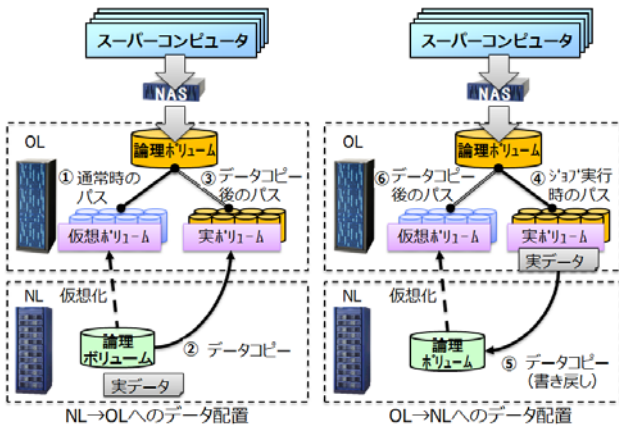 スーパーコンピュータ
NAS
OL
論理ボリューム
①通常時の
パス
③データコピー
後のパス
仮想ボリューム
実ボリューム
NL
仮想化
論理
ボリューム
② データコピー
実データ
NL→OLへのデータ配置
スーパーコンピュータ
NAS
OL
論理ボリューム
⑥データコピー
後のパス
④ジョブ実行
時のパス
仮想ボリューム
実ボリューム
実データ
NL
仮想化
論理
ボリューム
⑤ データコピー
(書き戻し)
OL→NLへのデータ配置